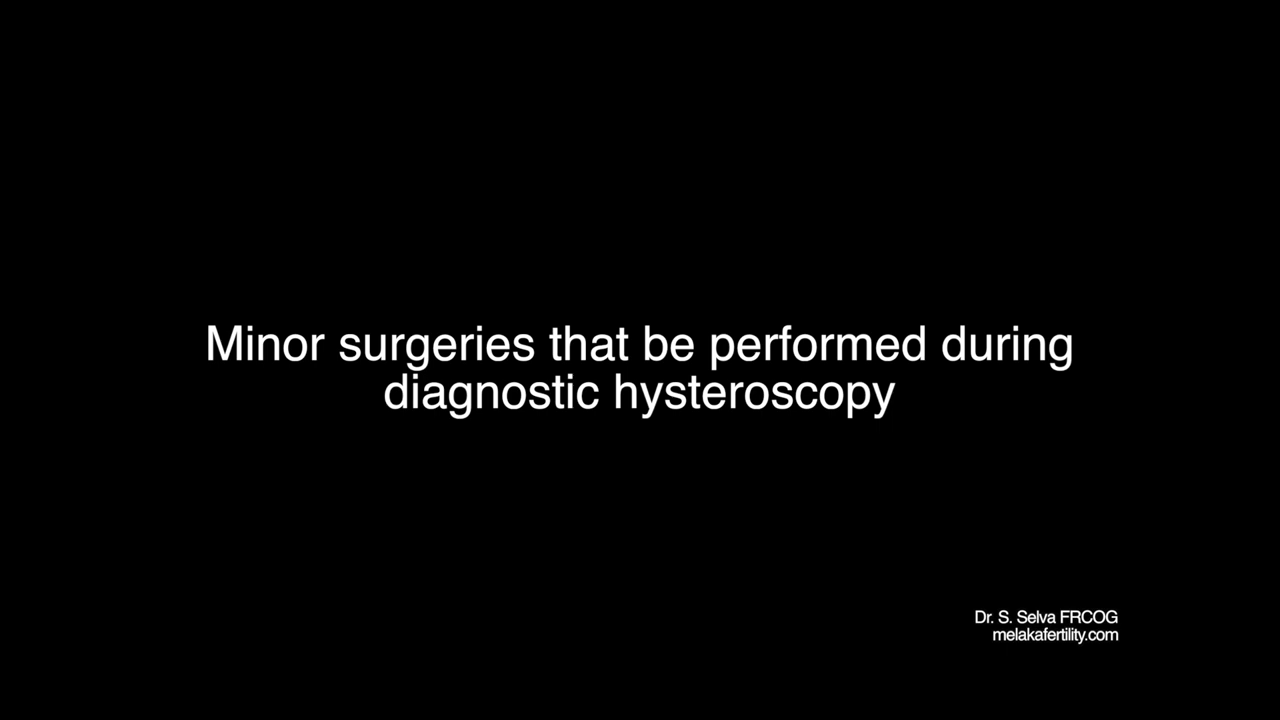 Minor surgeries that be performed during
diagnostic hysteroscopy
Dr. S. Selva FRCOG
melakafertility.com